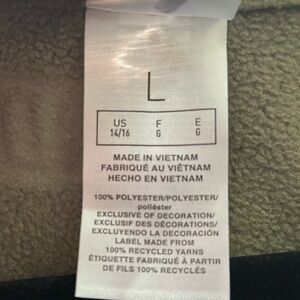 L
US F E
14/16 G G
MADE IN VIETNAM
FABRIQUÉ AU VIÊTNAM
HECHO EN VIETNAM
100% POLYESTER/POLYESTER/
poliéster
EXCLUSIVE OF DECORATION/
EXCLUSIF DES DÉCORATIONS/
EXCLUYENDO LA DECORACIÓN
LABEL MADE FROM
100% RECYCLED YARNS
ÉTIQUETTE FABRIQUÉ À PARTIR
DE FILS 100% RECYCLÉS